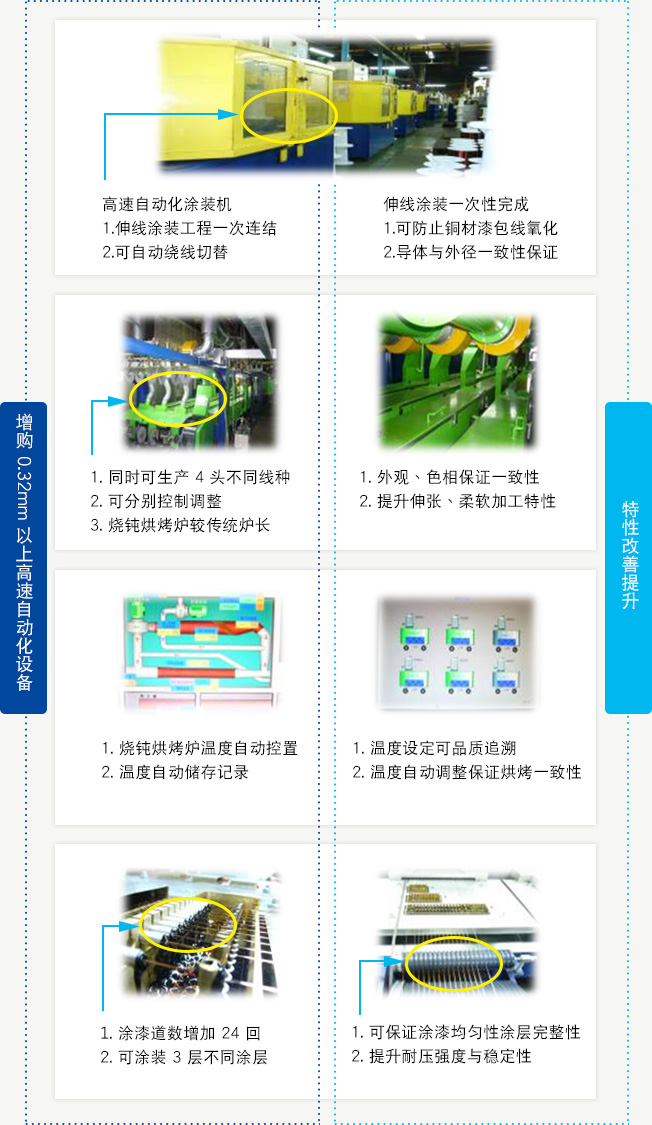 高速自动化涂装机
1.伸线涂装工程一次连结
2.可自动绕线切替
伸线涂装一次性完成
1.可防止铜材漆包线氧化
2.导体与外径一致性保证
1. 同时可生产 4 头不同线种
2. 可分别控制调整
3. 烧钝烘烤炉较传统炉长
1. 外观、色相保证一致性
2. 提升伸张、柔软加工特性
增购 0.32mm 以上高速自动化设备
特性改善提升
1. 烧钝烘烤炉温度自动控置
2. 温度自动储存记录
1. 温度设定可品质追溯
2. 温度自动调整保证烘烤一致性
1. 涂漆道数增加 24 回
2. 可涂装 3 层不同涂层
1. 可保证涂漆均匀性涂层完整性
2. 提升耐压强度与稳定性